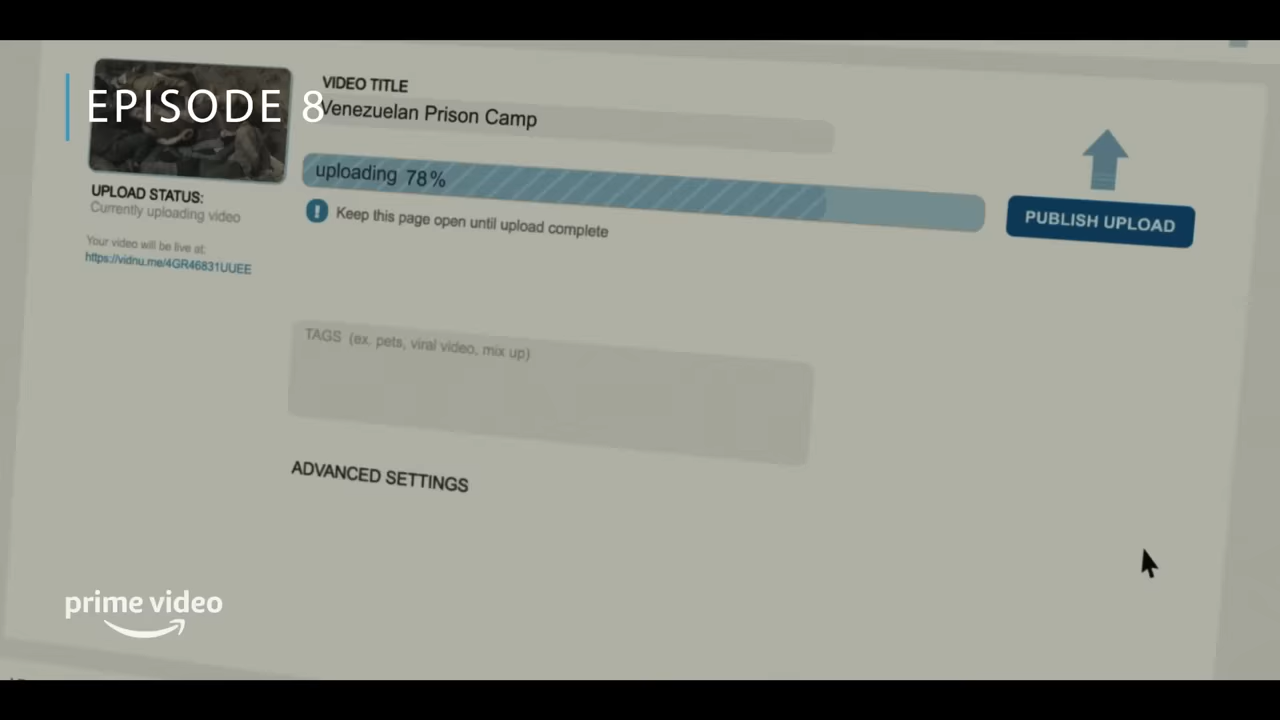 EPISODE 8
VIDEO TITLE
Venezuelan Prison Camp
uploading 78%
Keep this page open until upload complete
PUBLISH UPLOAD
UPLOAD STATUS:
Currently uploading video
Your video will be live at:
https://vidnu.me/4GR46831UUEE
TAGS (ex. pets, viral video, mix up)
ADVANCED SETTINGS
prime video